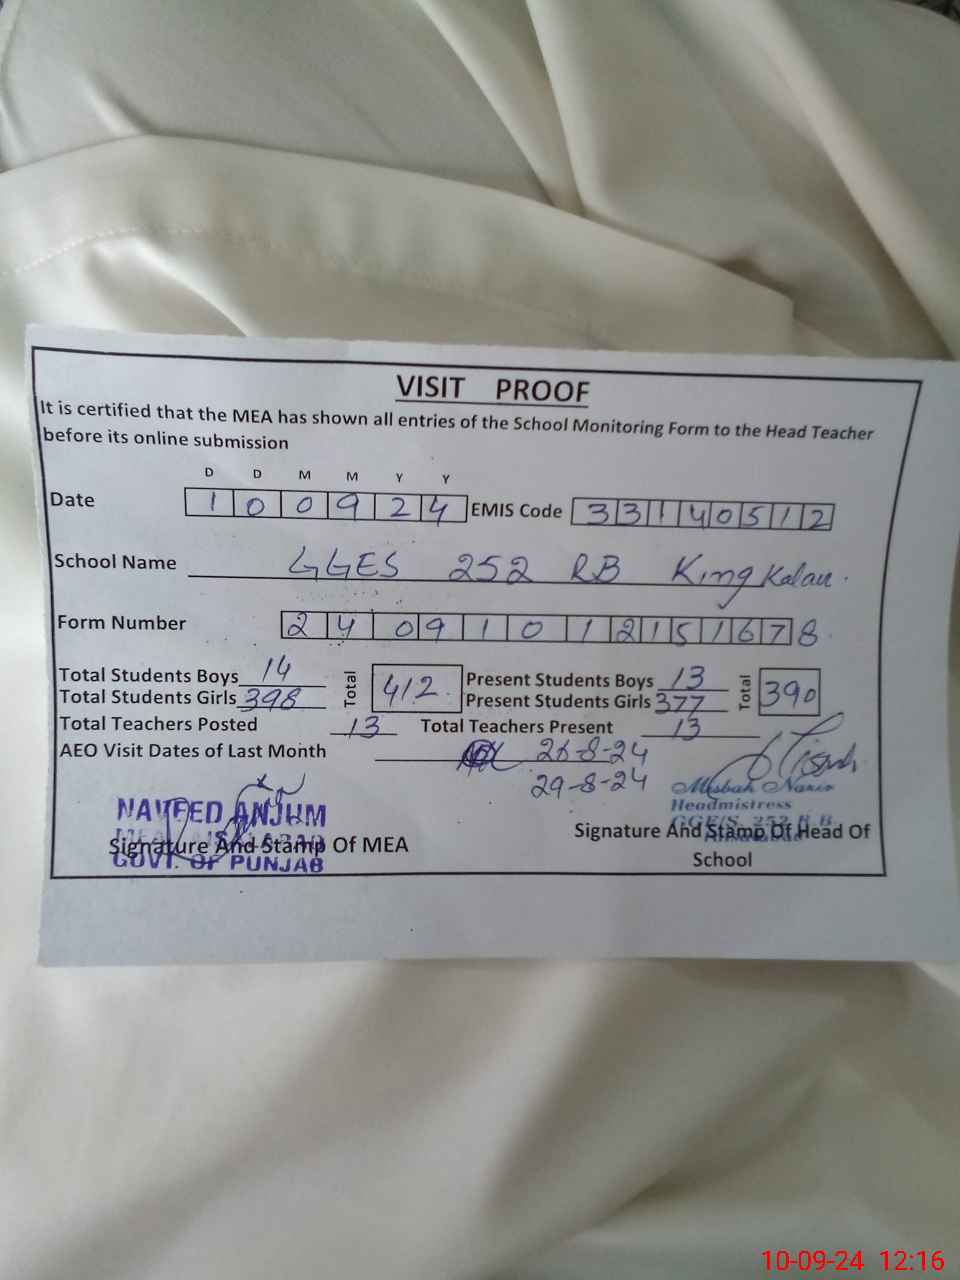 VISIT PROOF
It is certified that the MEA has shown all entries of the School Monitoring Form to the Head Teacher
before its online submission
D D M M Y Y
Date 1 0 0 9 2 4 EMIS Code 3 3 1 4 0 5 1 2
School Name GGES 252 RB King Kalan.
Form Number 2 4 0 9 1 0 1 2 1 5 1 6 7 8
Total Students Boys 14 Total 412 Present Students Boys 13 Total 390
Total Students Girls 398 Present Students Girls 377
Total Teachers Posted 13 Total Teachers Present 13
AEO Visit Dates of Last Month 26-8-24
29-8-24
NAVEED ANJUM
Signature And Stamp Of MEA
GOVT. OF PUNJAB
Misbah Nazir
Headmistress
GGE/S. 252 R.B.
Signature And Stamp Of Head Of
School
10-09-24 12:16